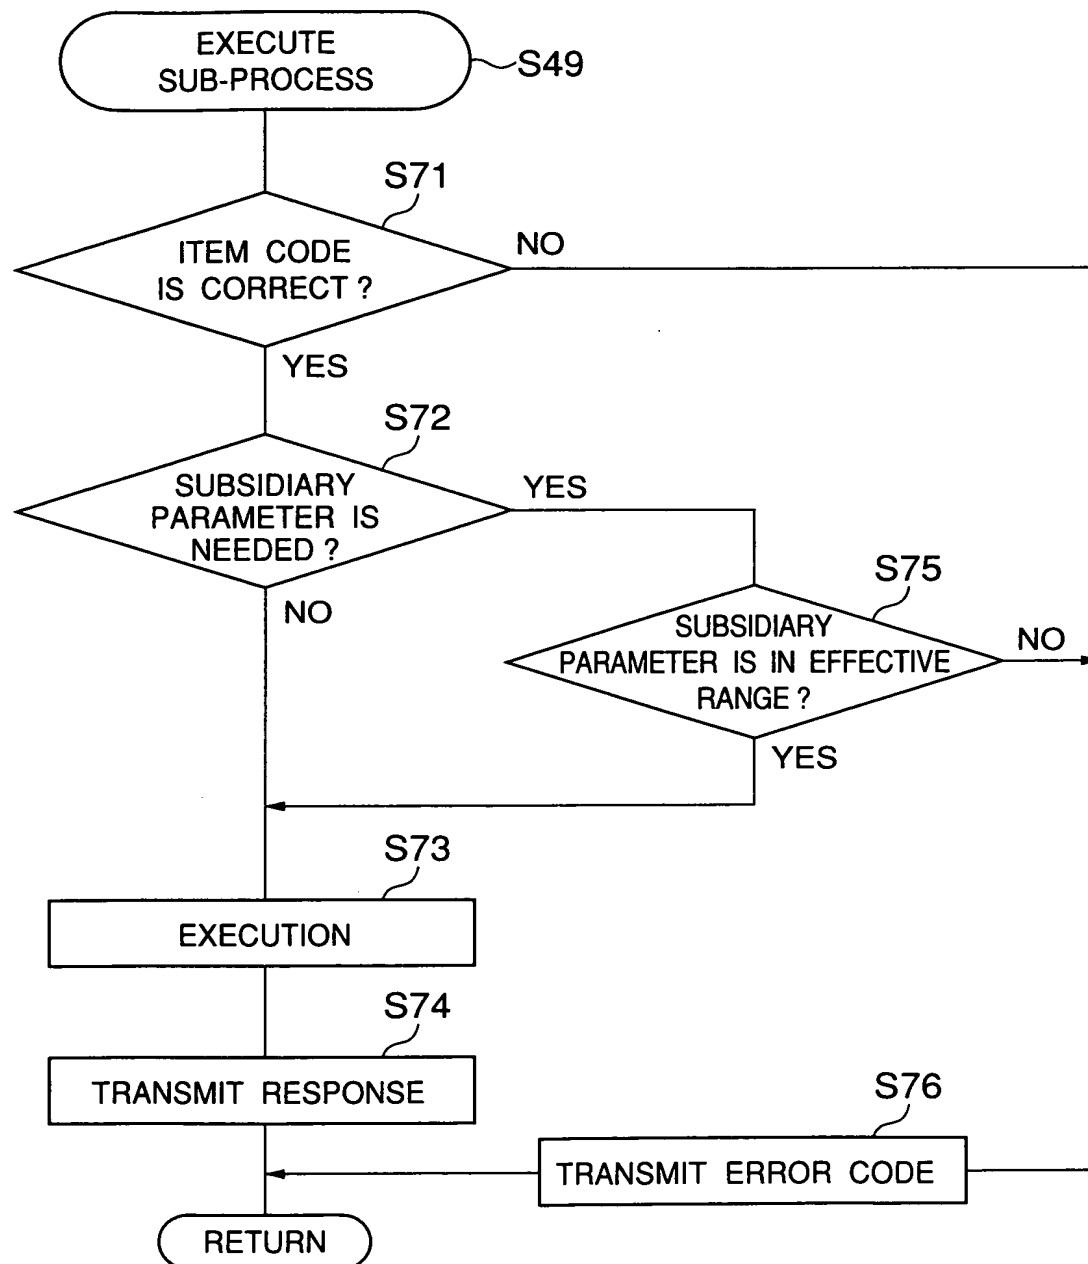 EXECUTE
SUB-PROCESS
S49
S71
ITEM CODE
IS CORRECT ?
NO
YES
S72
SUBSIDIARY
PARAMETER IS
NEEDED ?
YES
NO
S75
SUBSIDIARY
PARAMETER IS IN EFFECTIVE
RANGE ?
NO
YES
S73
EXECUTION
S74
TRANSMIT RESPONSE
S76
TRANSMIT ERROR CODE
RETURN